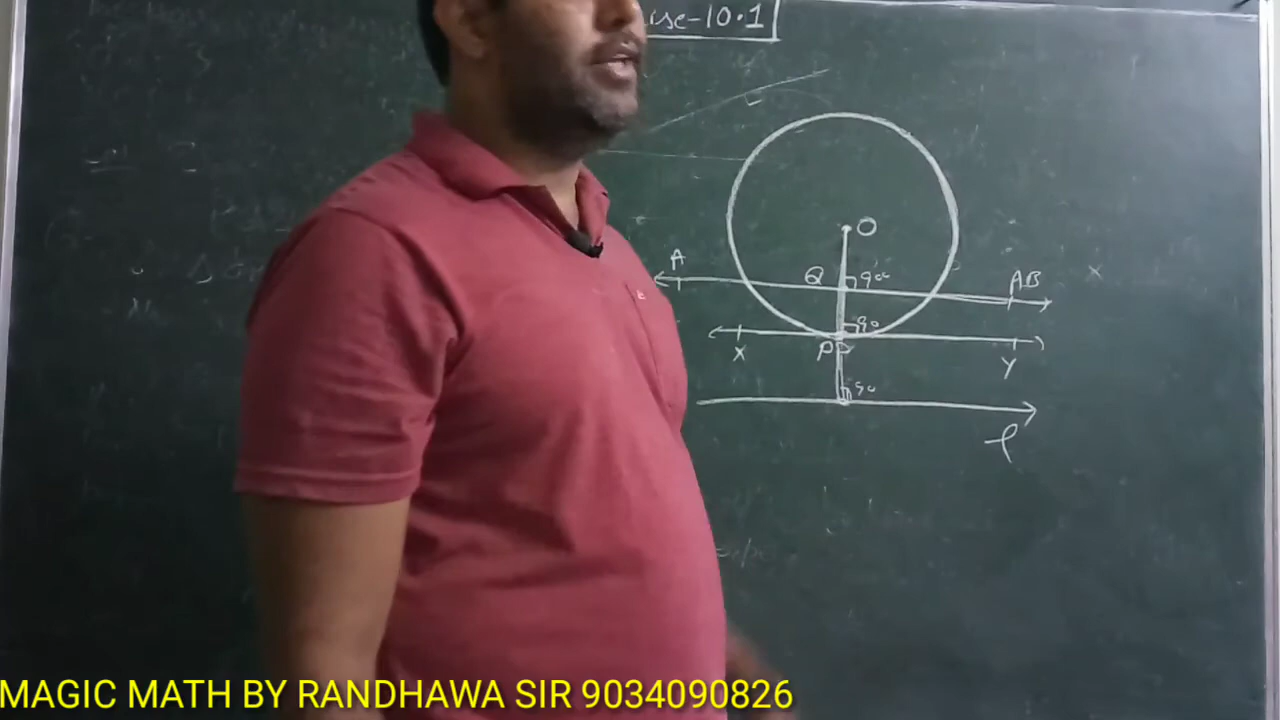 ise-10.1
O
A
Q
90
AB
x
90
X
P
Y
90
l
MAGIC MATH BY RANDHAWA SIR 9034090826